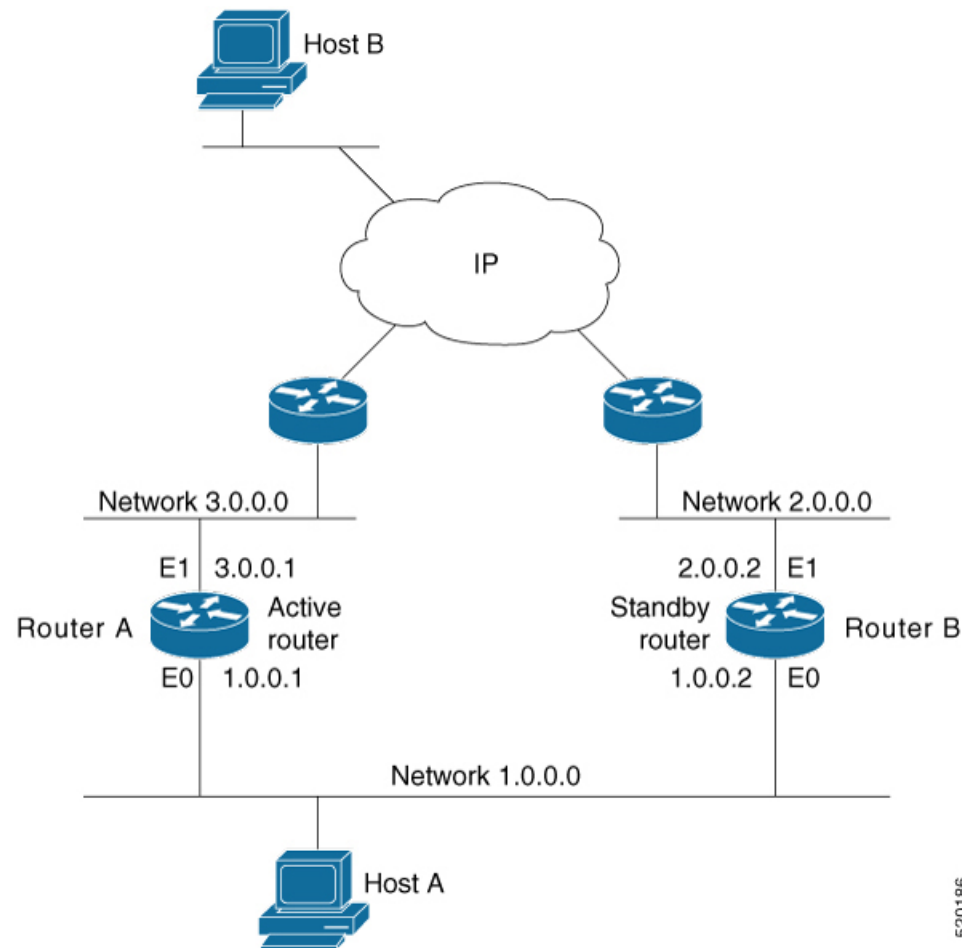 Host B
IP
Network 3.0.0.0
Network 2.0.0.0
E1 3.0.0.1
2.0.0.2 E1
Router A
Active
router
Standby
router
Router B
E0 1.0.0.1
1.0.0.2 E0
Network 1.0.0.0
Host A
520186